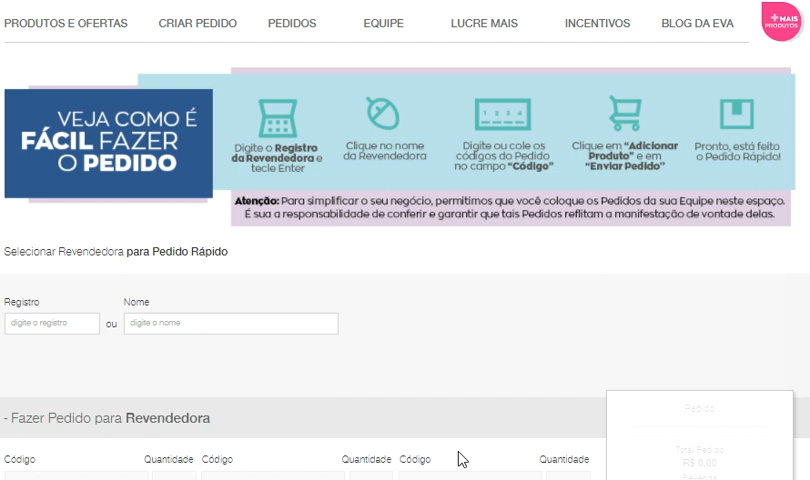 PRODUTOS E OFERTAS CRIAR PEDIDO PEDIDOS EQUIPE LUCRE MAIS INCENTIVOS BLOG DA EVA
+MAIS
PRODUTOS
VEJA COMO É
FÁCIL FAZER
O PEDIDO
Digite o Registro
da Revendedora e
tecle Enter
Clique no nome
da Revendedora
1 2 3 4
Digite ou cole os
códigos do Pedido
no campo “Código”
Clique em “Adicionar
Produto” e em
“Enviar Pedido”
Pronto, está feito
o Pedido Rápido!
Atenção: Para simplificar o seu negócio, permitimos que você coloque os Pedidos da sua Equipe neste espaço.
É sua a responsabilidade de conferir e garantir que tais Pedidos reflitam a manifestação de vontade delas.
Selecionar Revendedora para Pedido Rápido
Registro Nome
digite o registro ou digite o nome
- Fazer Pedido para Revendedora
Pedido
Código Quantidade Código Quantidade Código Quantidade
Total Pedido
R$ 0,00
Revenda